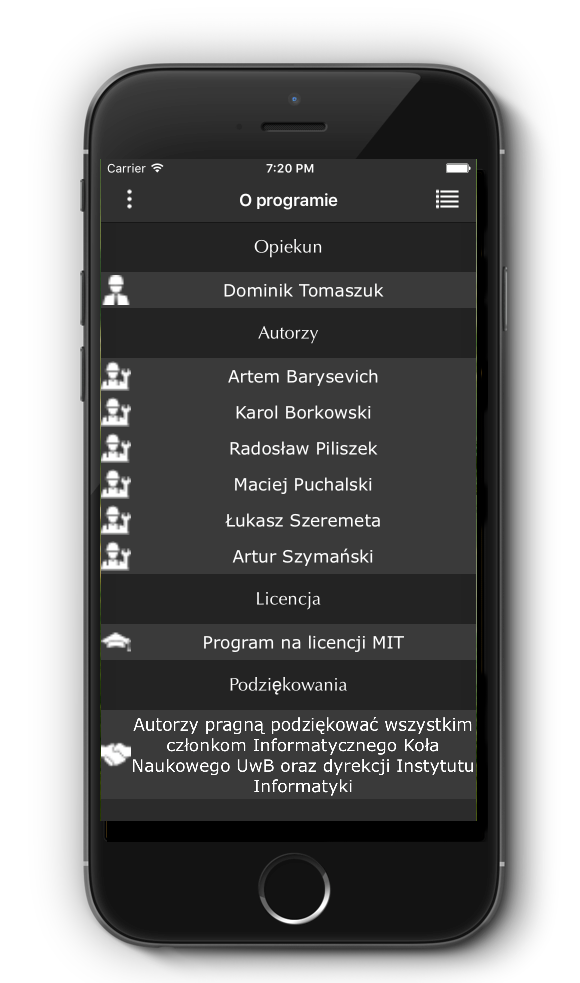 Carrier 7:20 PM
O programie
Opiekun
Dominik Tomaszuk
Autorzy
Artem Barysevich
Karol Borkowski
Radosław Piliszek
Maciej Puchalski
Łukasz Szeremeta
Artur Szymański
Licencja
Program na licencji MIT
Podziękowania
Autorzy pragną podziękować wszystkim
członkom Informatycznego Koła
Naukowego UwB oraz dyrekcji Instytutu
Informatyki